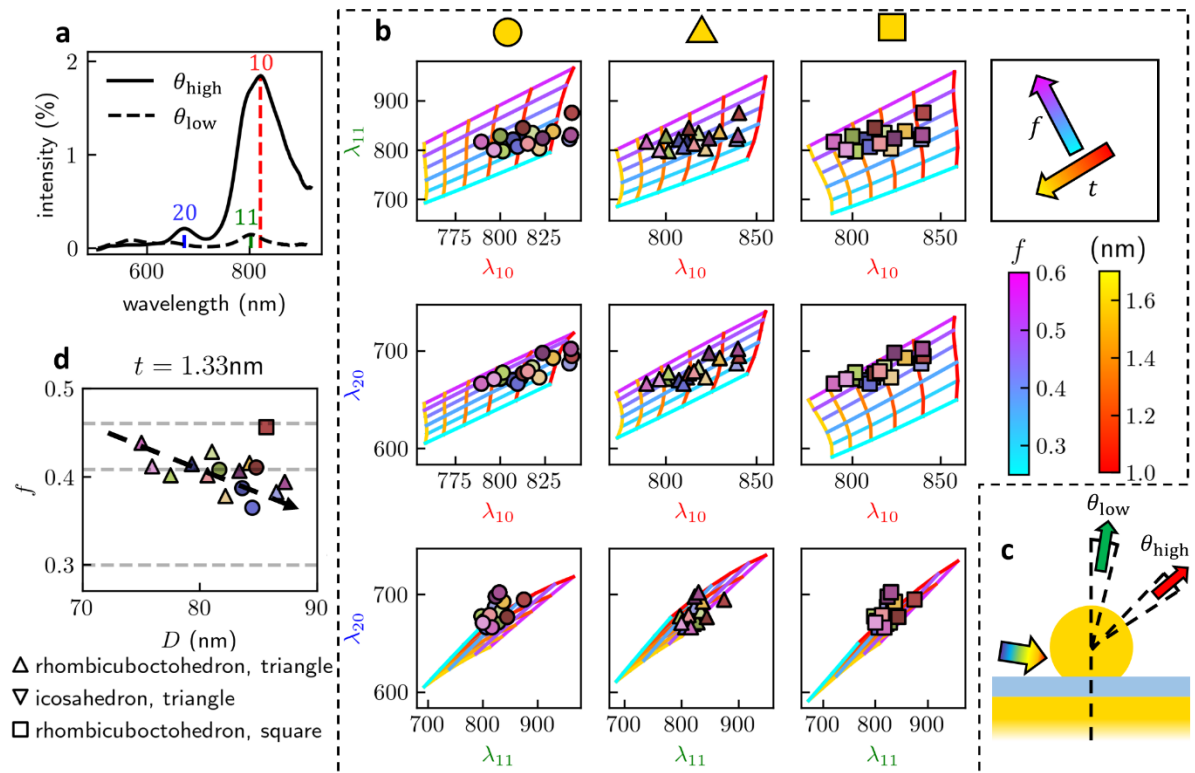 a
2
1
0
intensity (%)
θhigh
θlow
10
20
11
600
800
wavelength (nm)
b
900
800
700
λ11
775
800
825
λ10
800
850
λ10
800
850
λ10
f
t
700
600
λ20
775
800
825
λ10
800
850
λ10
800
850
λ10
f
(nm)
0.6
0.5
0.4
0.3
1.6
1.4
1.2
1.0
700
600
λ20
700
800
900
λ11
700
800
900
λ11
700
800
900
λ11
c
θlow
θhigh
d
t = 1.33nm
0.5
0.4
0.3
f
70
80
90
D (nm)
△ rhombicuboctohedron, triangle
▽ icosahedron, triangle
□ rhombicuboctohedron, square